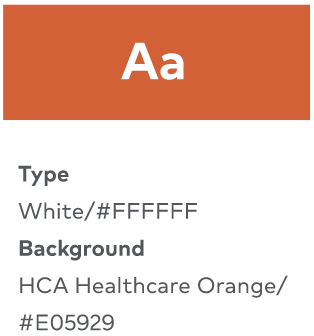 Aa
Type
White/#FFFFFF
Background
HCA Healthcare Orange/
#E05929